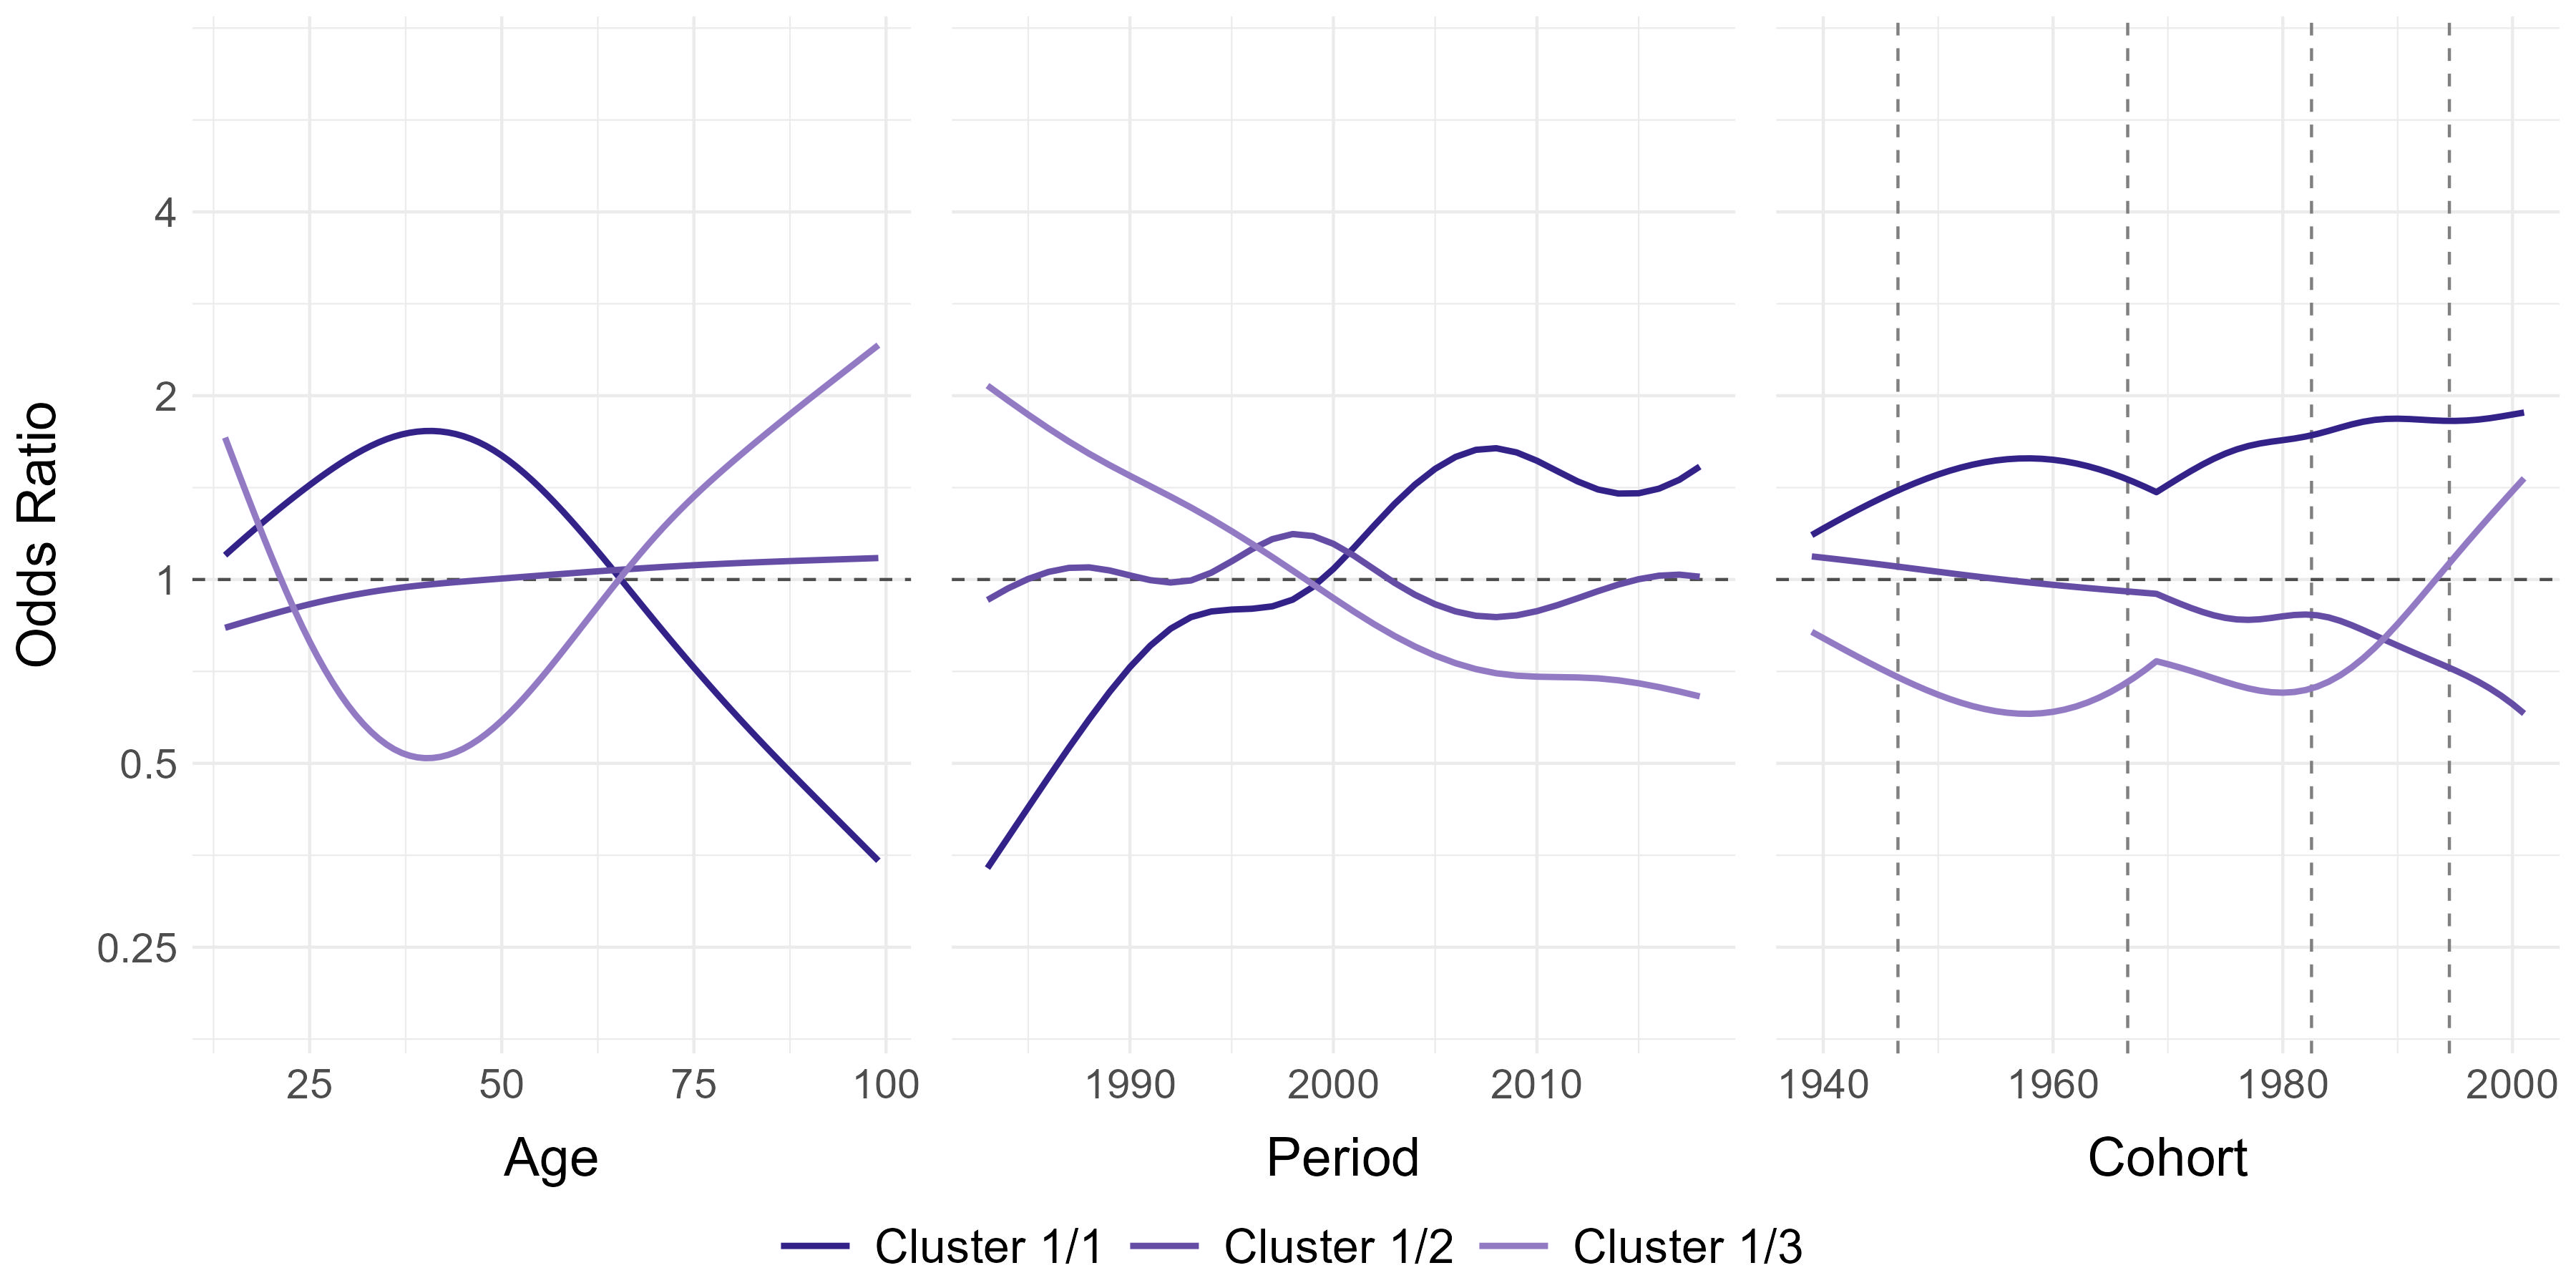 Odds Ratio
4
2
1
0.5
0.25
25 50 75 100
1990 2000 2010
1940 1960 1980 2000
Age
Period
Cohort
Cluster 1/1 Cluster 1/2 Cluster 1/3